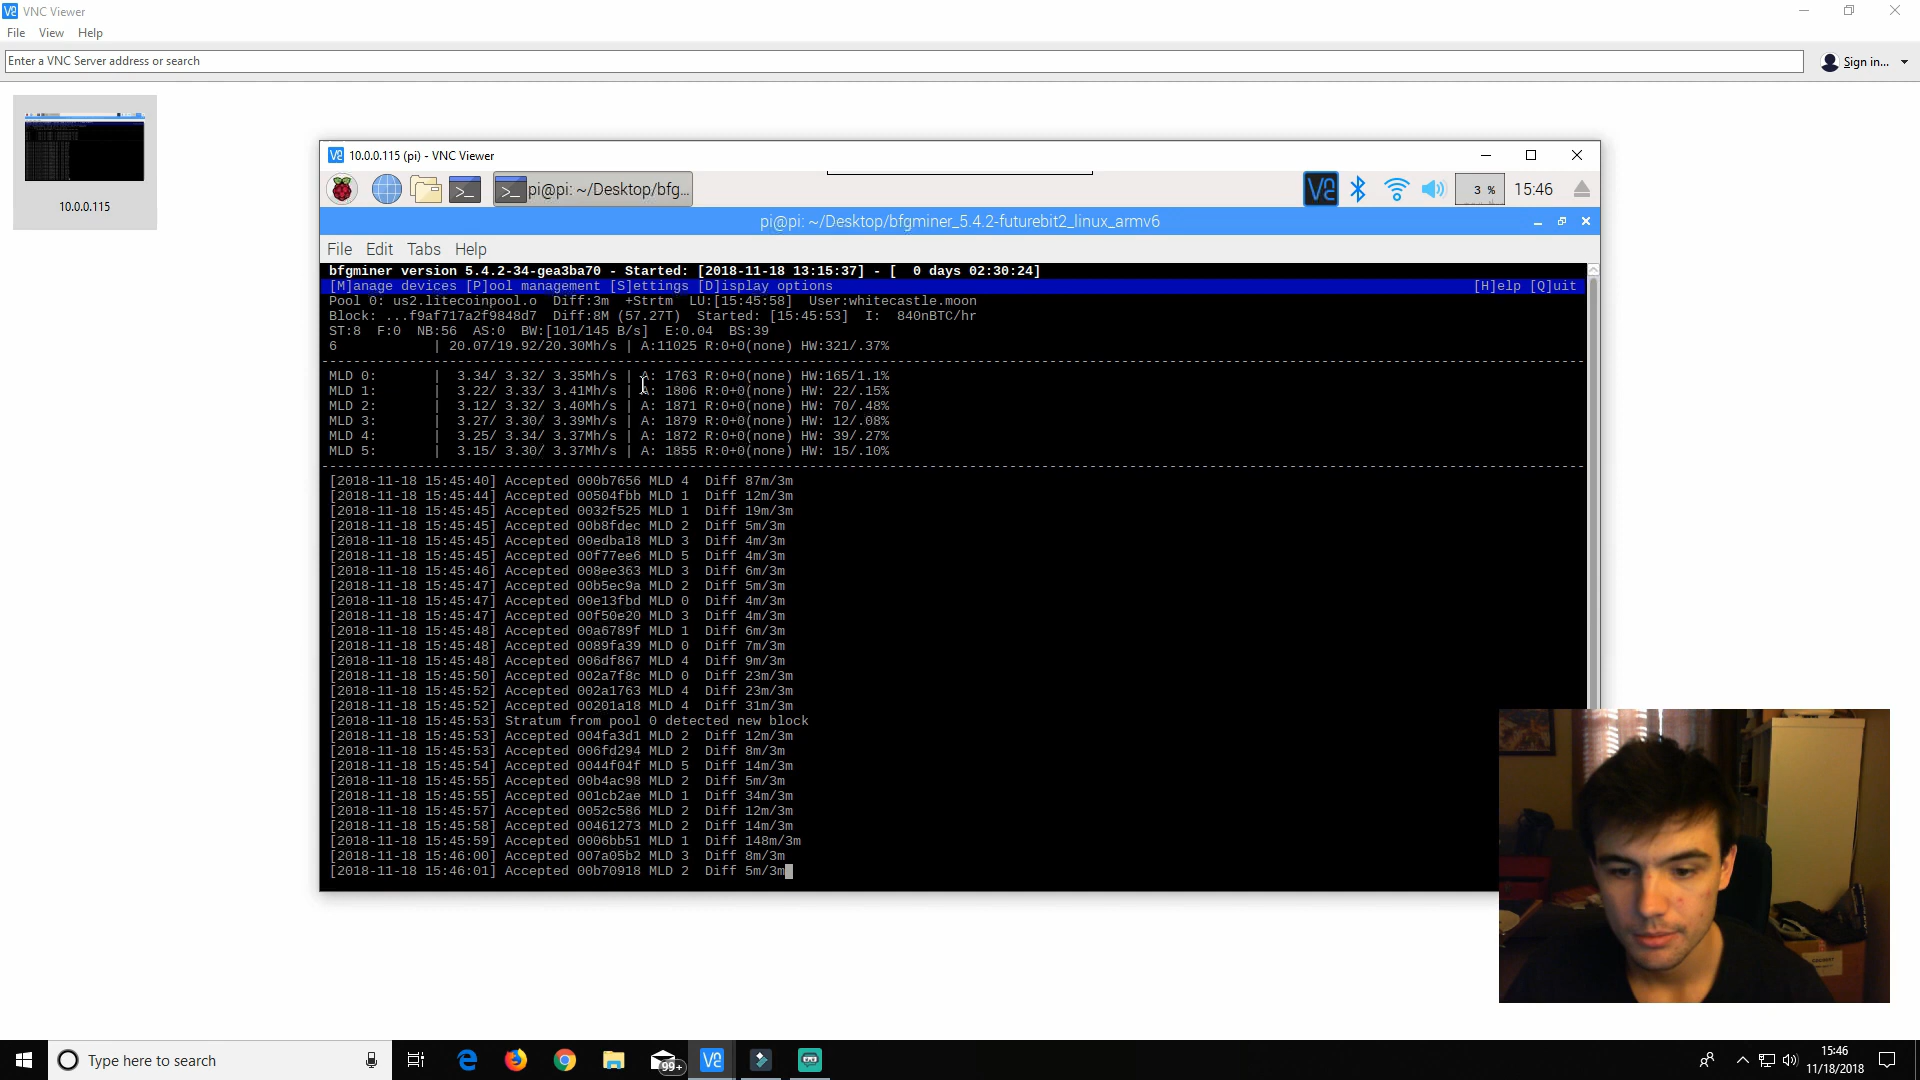 VNC Viewer
File View Help
Enter a VNC Server address or search
Sign in...
10.0.0.115
10.0.0.115 (pi) - VNC Viewer
pi@pi: ~/Desktop/bfg...
3 %
15:46
pi@pi: ~/Desktop/bfgminer_5.4.2-futurebit2_linux_armv6
File Edit Tabs Help
bfgminer version 5.4.2-34-gea3ba70 - Started: [2018-11-18 13:15:37] - [  0 days 02:30:24]
[M]anage devices [P]ool management [S]ettings [D]isplay options [H]elp [Q]uit
Pool 0: us2.litecoinpool.o  Diff:3m  +Strtm  LU:[15:45:58]  User:whitecastle.moon
Block: ...f9af717a2f9848d7  Diff:8M (57.27T)  Started: [15:45:53]  I:  840nBTC/hr
ST:8  F:0  NB:56  AS:0  BW:[101/145 B/s]  E:0.04  BS:39
6 | 20.07/19.92/20.30Mh/s | A:11025 R:0+0(none) HW:321/.37%
MLD 0: | 3.34/ 3.32/ 3.35Mh/s | A: 1763 R:0+0(none) HW:165/1.1%
MLD 1: | 3.22/ 3.33/ 3.41Mh/s | A: 1806 R:0+0(none) HW: 22/.15%
MLD 2: | 3.12/ 3.32/ 3.40Mh/s | A: 1871 R:0+0(none) HW: 70/.48%
MLD 3: | 3.27/ 3.30/ 3.39Mh/s | A: 1879 R:0+0(none) HW: 12/.08%
MLD 4: | 3.25/ 3.34/ 3.37Mh/s | A: 1872 R:0+0(none) HW: 39/.27%
MLD 5: | 3.15/ 3.30/ 3.37Mh/s | A: 1855 R:0+0(none) HW: 15/.10%
[2018-11-18 15:45:40] Accepted 000b7656 MLD 4  Diff 87m/3m
[2018-11-18 15:45:44] Accepted 00504fbb MLD 1  Diff 12m/3m
[2018-11-18 15:45:45] Accepted 0032f525 MLD 1  Diff 19m/3m
[2018-11-18 15:45:45] Accepted 00b8fdec MLD 2  Diff 5m/3m
[2018-11-18 15:45:45] Accepted 00edba18 MLD 3  Diff 4m/3m
[2018-11-18 15:45:45] Accepted 00f77ee6 MLD 5  Diff 4m/3m
[2018-11-18 15:45:46] Accepted 008ee363 MLD 3  Diff 6m/3m
[2018-11-18 15:45:47] Accepted 00b5ec9a MLD 2  Diff 5m/3m
[2018-11-18 15:45:47] Accepted 00e13fbd MLD 0  Diff 4m/3m
[2018-11-18 15:45:47] Accepted 00f50e20 MLD 3  Diff 4m/3m
[2018-11-18 15:45:48] Accepted 00a6789f MLD 1  Diff 6m/3m
[2018-11-18 15:45:48] Accepted 0089fa39 MLD 0  Diff 7m/3m
[2018-11-18 15:45:48] Accepted 006df867 MLD 4  Diff 9m/3m
[2018-11-18 15:45:50] Accepted 002a7f8c MLD 0  Diff 23m/3m
[2018-11-18 15:45:52] Accepted 002a1763 MLD 4  Diff 23m/3m
[2018-11-18 15:45:52] Accepted 00201a18 MLD 4  Diff 31m/3m
[2018-11-18 15:45:53] Stratum from pool 0 detected new block
[2018-11-18 15:45:53] Accepted 004fa3d1 MLD 2  Diff 12m/3m
[2018-11-18 15:45:53] Accepted 006fd294 MLD 2  Diff 8m/3m
[2018-11-18 15:45:54] Accepted 0044f04f MLD 5  Diff 14m/3m
[2018-11-18 15:45:55] Accepted 00b4ac98 MLD 2  Diff 5m/3m
[2018-11-18 15:45:55] Accepted 001cb2ae MLD 1  Diff 34m/3m
[2018-11-18 15:45:57] Accepted 0052c586 MLD 2  Diff 12m/3m
[2018-11-18 15:45:58] Accepted 00461273 MLD 2  Diff 14m/3m
[2018-11-18 15:45:59] Accepted 0006bb51 MLD 1  Diff 148m/3m
[2018-11-18 15:46:00] Accepted 007a05b2 MLD 3  Diff 8m/3m
[2018-11-18 15:46:01] Accepted 00b70918 MLD 2  Diff 5m/3m
Type here to search
99+
15:46
11/18/2018